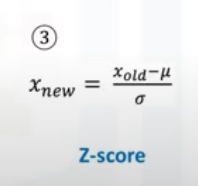 ③
x_new = (x_old−μ)/σ
Z-score